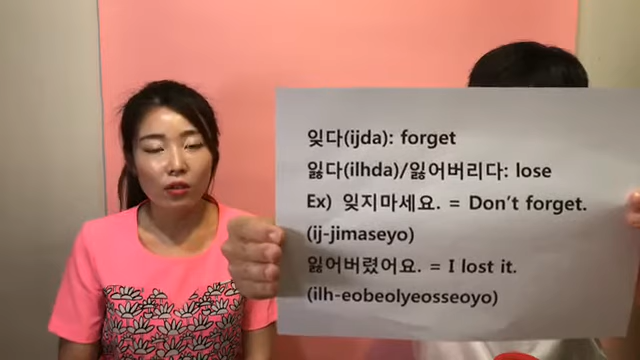 잊다(ijda): forget
잃다(ilhda)/잃어버리다: lose
Ex) 잊지마세요. = Don't forget.
(ij-jimaseyo)
잃어버렸어요. = I lost it.
(ilh-eobeolyeosseoyo)